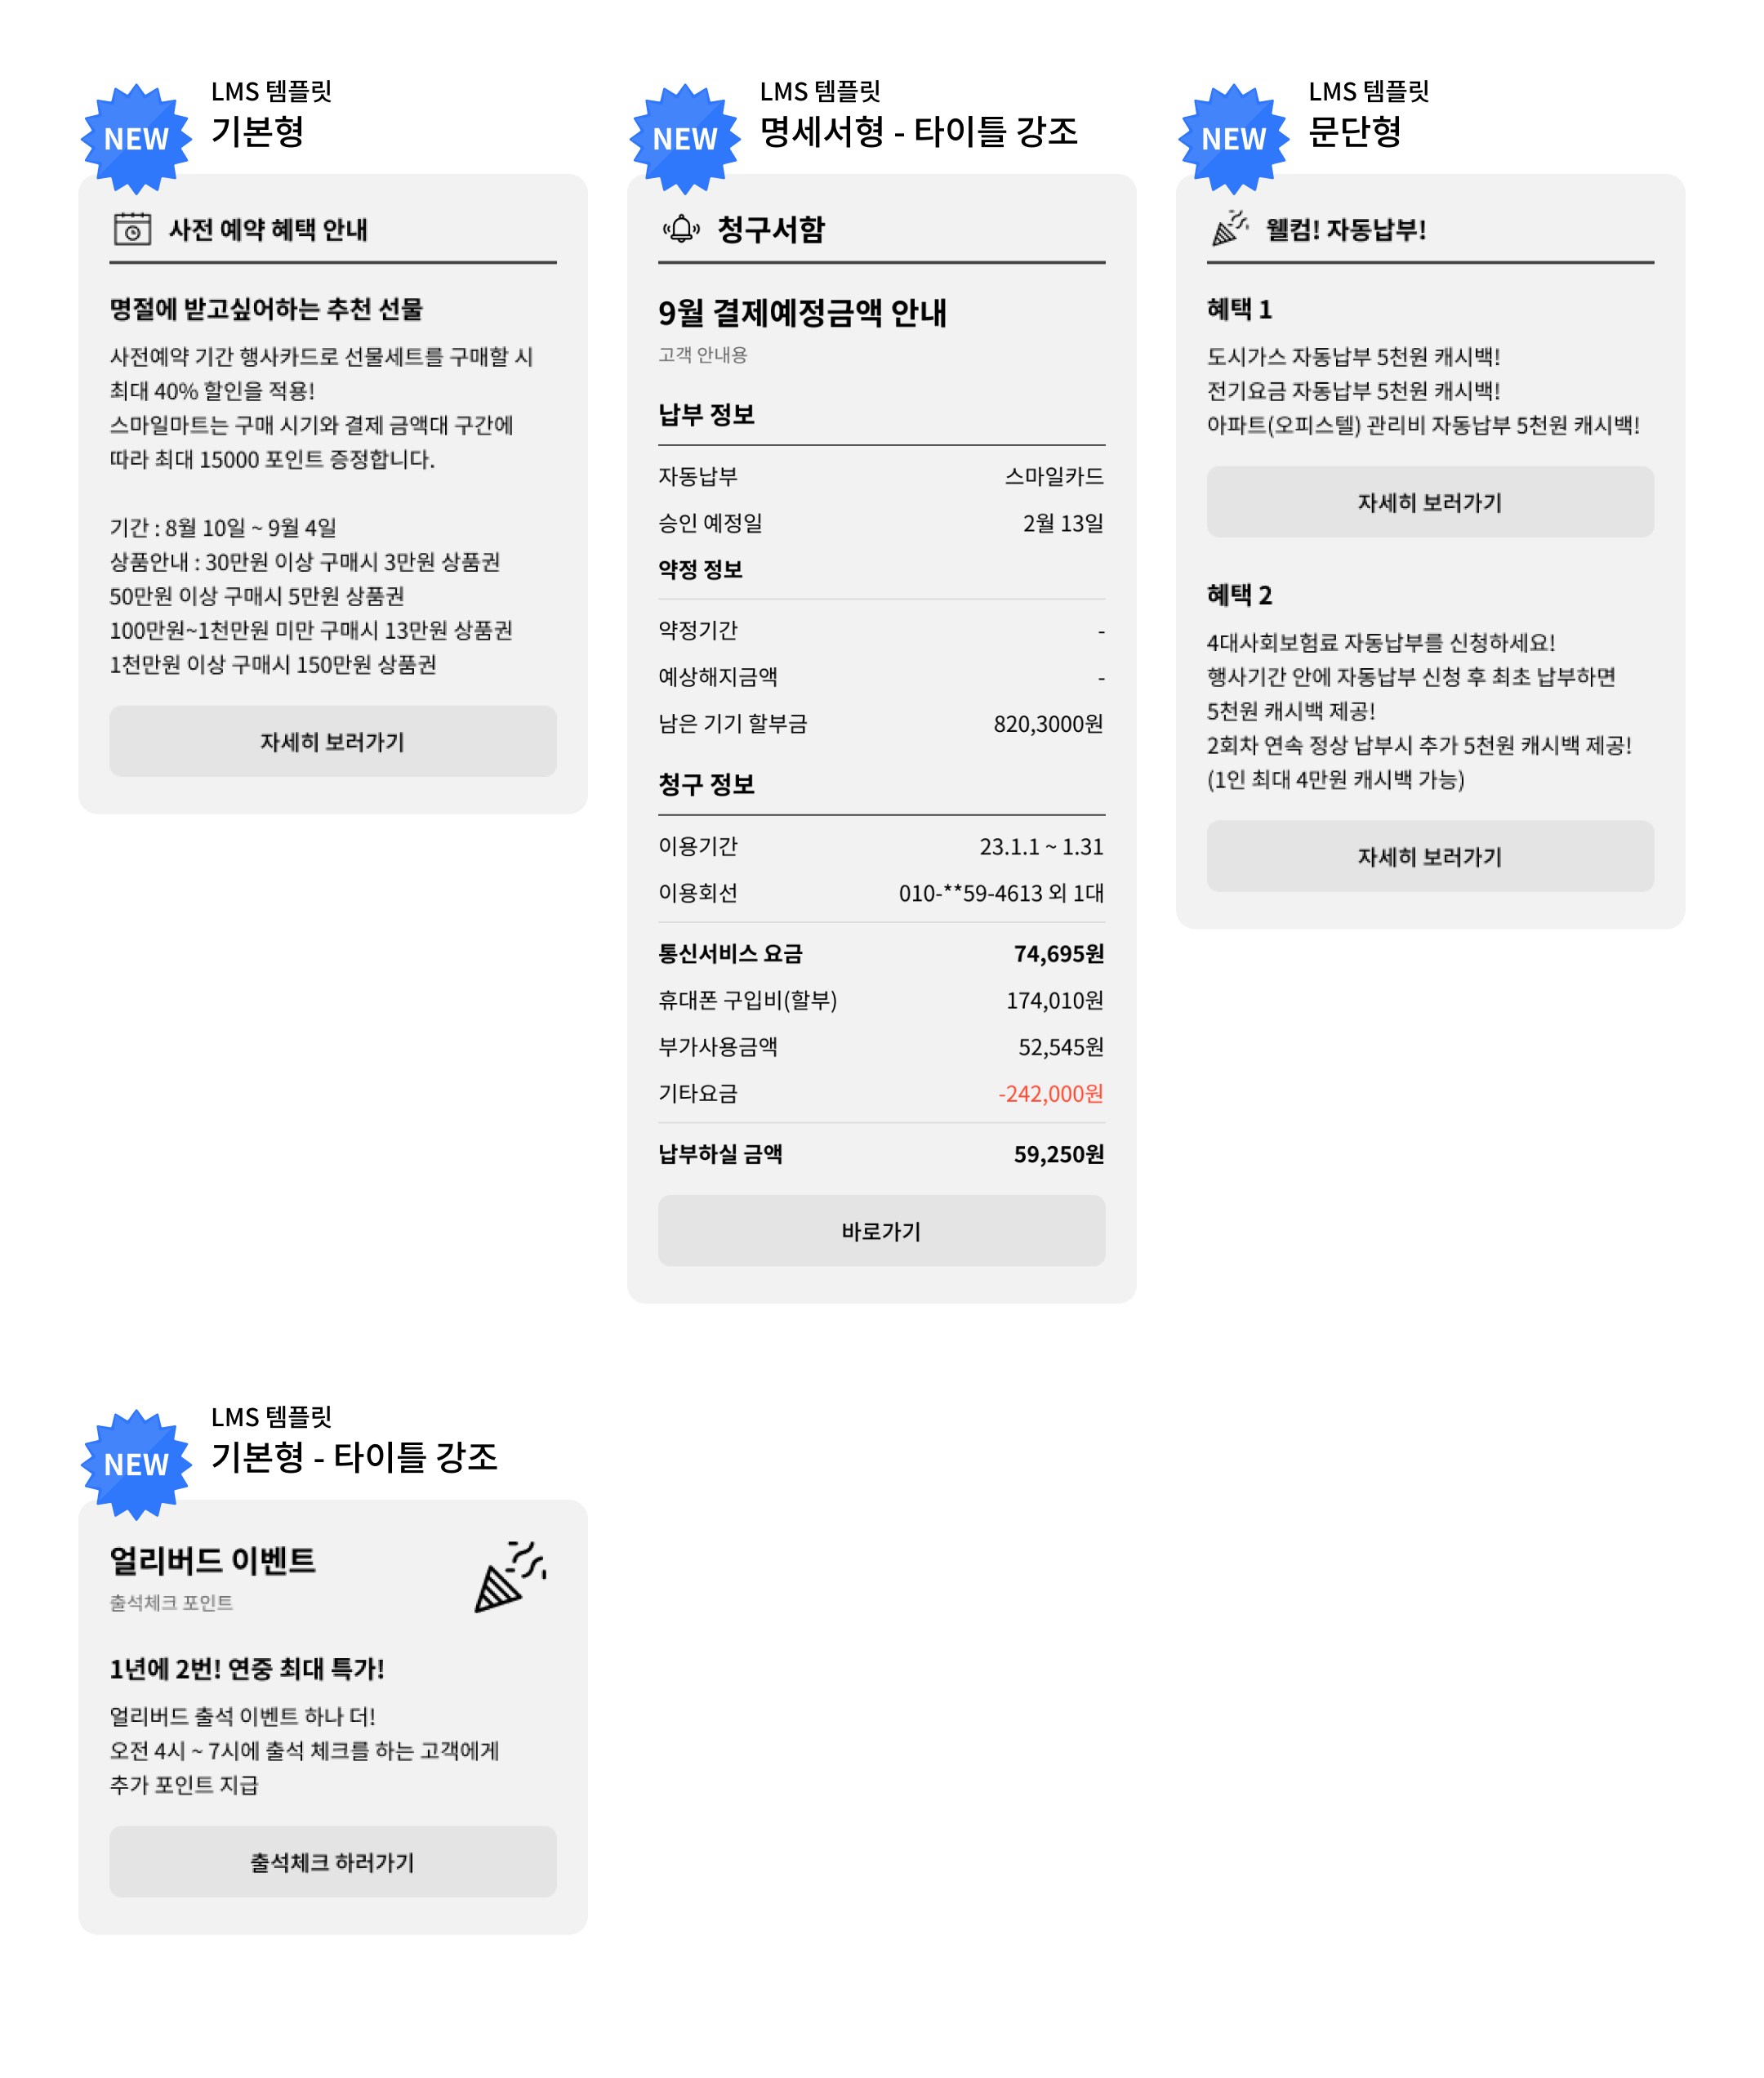 NEW
LMS 템플릿
기본형
사전 예약 혜택 안내
명절에 받고싶어하는 추천 선물
사전예약 기간 행사카드로 선물세트를 구매할 시
최대 40% 할인을 적용!
스마일마트는 구매 시기와 결제 금액대 구간에
따라 최대 15000 포인트 증정합니다.
기간 : 8월 10일 ~ 9월 4일
상품안내 : 30만원 이상 구매시 3만원 상품권
50만원 이상 구매시 5만원 상품권
100만원~1천만원 미만 구매시 13만원 상품권
1천만원 이상 구매시 150만원 상품권
자세히 보러가기
NEW
LMS 템플릿
명세서형 - 타이틀 강조
청구서함
9월 결제예정금액 안내
고객 안내용
납부 정보
자동납부 스마일카드
승인 예정일 2월 13일
약정 정보
약정기간 -
예상해지금액 -
남은 기기 할부금 820,3000원
청구 정보
이용기간 23.1.1 ~ 1.31
이용회선 010-**59-4613 외 1대
통신서비스 요금 74,695원
휴대폰 구입비(할부) 174,010원
부가사용금액 52,545원
기타요금 -242,000원
납부하실 금액 59,250원
바로가기
NEW
LMS 템플릿
문단형
웰컴! 자동납부!
혜택 1
도시가스 자동납부 5천원 캐시백!
전기요금 자동납부 5천원 캐시백!
아파트(오피스텔) 관리비 자동납부 5천원 캐시백!
자세히 보러가기
혜택 2
4대사회보험료 자동납부를 신청하세요!
행사기간 안에 자동납부 신청 후 최초 납부하면
5천원 캐시백 제공!
2회차 연속 정상 납부시 추가 5천원 캐시백 제공!
(1인 최대 4만원 캐시백 가능)
자세히 보러가기
NEW
LMS 템플릿
기본형 - 타이틀 강조
얼리버드 이벤트
출석체크 포인트
1년에 2번! 연중 최대 특가!
얼리버드 출석 이벤트 하나 더!
오전 4시 ~ 7시에 출석 체크를 하는 고객에게
추가 포인트 지급
출석체크 하러가기